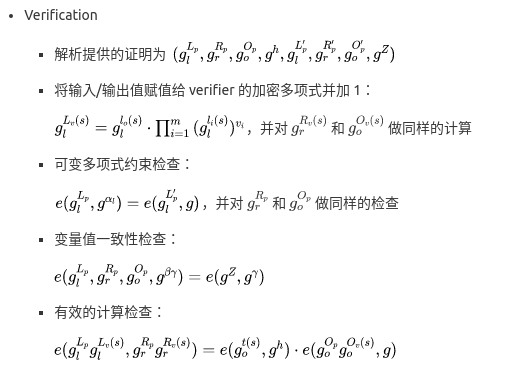 Verification
解析提供的证明为 $(g_l^{L_p}, g_r^{R_p}, g_o^{O_p}, g^h, g_l^{L_p'}, g_r^{R_p'}, g_o^{O_p'}, g^Z)$
将输入/输出值赋值给 verifier 的加密多项式并加 1：
$g_l^{L_v(s)} = g_l^{l_o(s)} \cdot \prod_{i=1}^{m} (g_l^{l_i(s)})^{v_i}$，并对 $g_r^{R_v(s)}$ 和 $g_o^{O_v(s)}$ 做同样的计算
可变多项式约束检查：
$e(g_l^{L_p}, g^{\alpha_l}) = e(g_l^{L_p'}, g)$，并对 $g_r^{R_p}$ 和 $g_o^{O_p}$ 做同样的检查
变量值一致性检查：
$e(g_l^{L_p}, g_r^{R_p}, g_o^{O_p}, g^{\beta\gamma}) = e(g^Z, g^\gamma)$
有效的计算检查：
$e(g_l^{L_p} g_l^{L_v(s)}, g_r^{R_p} g_r^{R_v(s)}) = e(g_o^{t(s)}, g^h) \cdot e(g_o^{O_p} g_o^{O_v(s)}, g)$